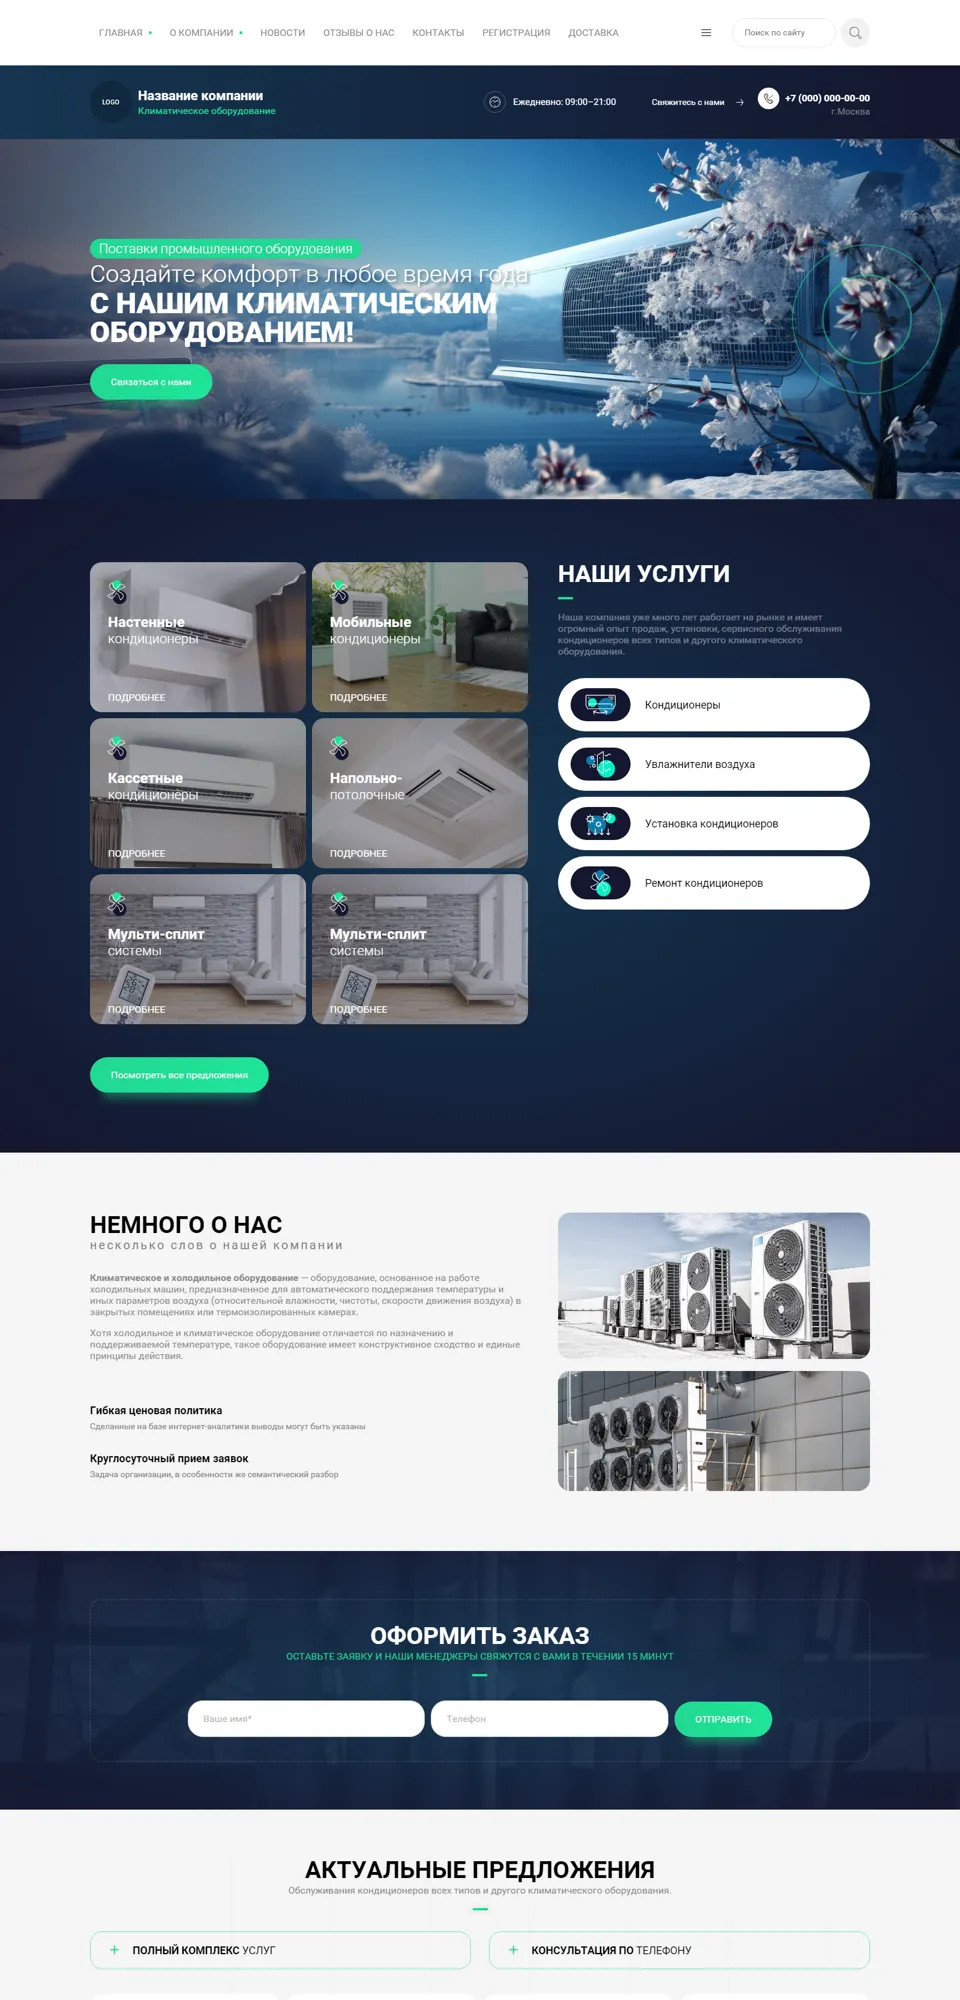 ГЛАВНАЯ
О КОМПАНИИ
НОВОСТИ
ОТЗЫВЫ О НАС
КОНТАКТЫ
РЕГИСТРАЦИЯ
ДОСТАВКА
Поиск по сайту
LOGO
Название компании
Климатическое оборудование
Ежедневно: 09:00–21:00
Свяжитесь с нами
+7 (000) 000-00-00
г.Москва
Поставки промышленного оборудования
Создайте комфорт в любое время года
С НАШИМ КЛИМАТИЧЕСКИМ
ОБОРУДОВАНИЕМ!
Связаться с нами
Настенные
кондиционеры
ПОДРОБНЕЕ
Мобильные
кондиционеры
ПОДРОБНЕЕ
Кассетные
кондиционеры
ПОДРОБНЕЕ
Напольно-
потолочные
ПОДРОБНЕЕ
Мульти-сплит
системы
ПОДРОБНЕЕ
Мульти-сплит
системы
ПОДРОБНЕЕ
Посмотреть все предложения
НАШИ УСЛУГИ
Наша компания уже много лет работает на рынке и имеет
огромный опыт продаж, установки, сервисного обслуживания
кондиционеров всех типов и другого климатического
оборудования.
Кондиционеры
Увлажнители воздуха
Установка кондиционеров
Ремонт кондиционеров
НЕМНОГО О НАС
несколько слов о нашей компании
Климатическое и холодильное оборудование — оборудование, основанное на работе
холодильных машин, предназначенное для автоматического поддержания температуры и
иных параметров воздуха (относительной влажности, чистоты, скорости движения воздуха) в
закрытых помещениях или термоизолированных камерах.
Хотя холодильное и климатическое оборудование отличается по назначению и
поддерживаемой температуре, такое оборудование имеет конструктивное сходство и единые
принципы действия.
Гибкая ценовая политика
Сделанные на базе интернет-аналитики выводы могут быть указаны
Круглосуточный прием заявок
Задача организации, в особенности же семантический разбор
ОФОРМИТЬ ЗАКАЗ
ОСТАВЬТЕ ЗАЯВКУ И НАШИ МЕНЕДЖЕРЫ СВЯЖУТСЯ С ВАМИ В ТЕЧЕНИИ 15 МИНУТ
Ваше имя*
Телефон
ОТПРАВИТЬ
АКТУАЛЬНЫЕ ПРЕДЛОЖЕНИЯ
Обслуживания кондиционеров всех типов и другого климатического оборудования.
ПОЛНЫЙ КОМПЛЕКС УСЛУГ
КОНСУЛЬТАЦИЯ ПО ТЕЛЕФОНУ